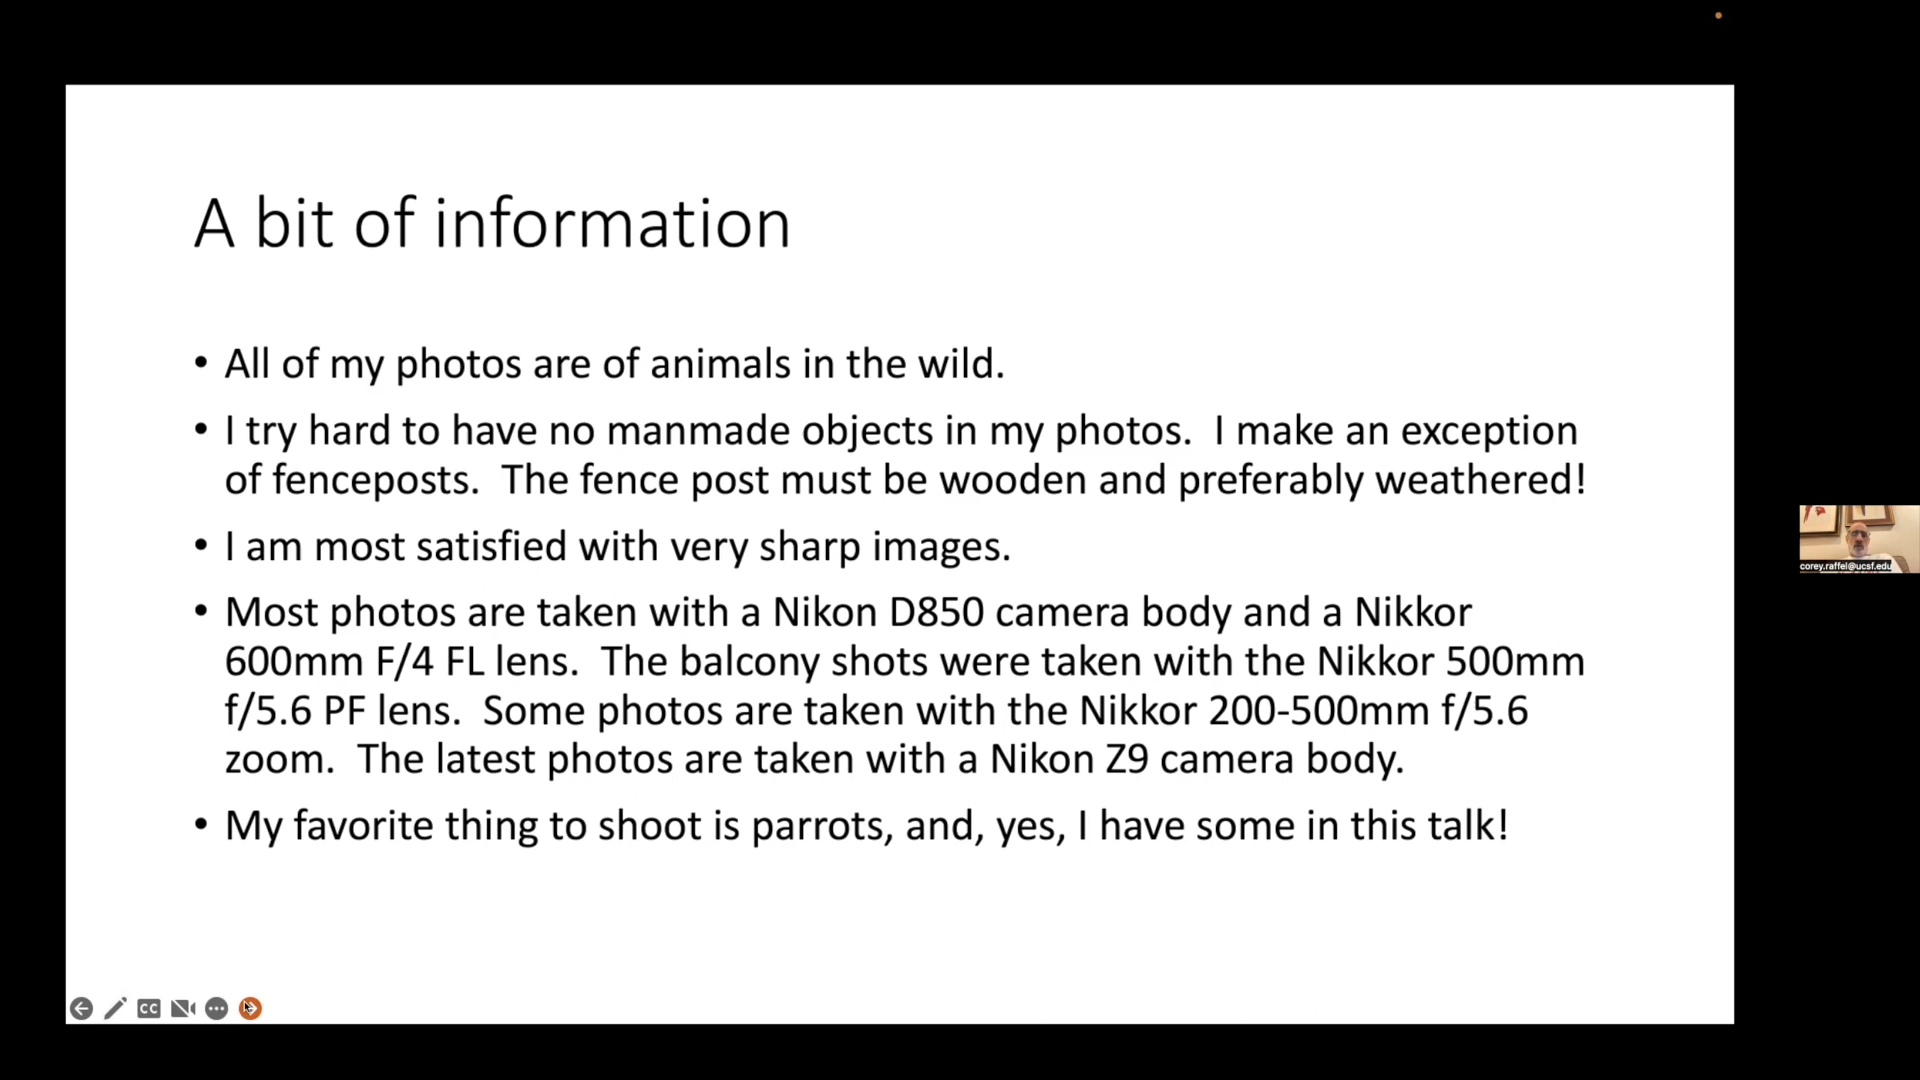 A bit of information
• All of my photos are of animals in the wild.
• I try hard to have no manmade objects in my photos.  I make an exception
of fenceposts.  The fence post must be wooden and preferably weathered!
• I am most satisfied with very sharp images.
• Most photos are taken with a Nikon D850 camera body and a Nikkor
600mm F/4 FL lens.  The balcony shots were taken with the Nikkor 500mm
f/5.6 PF lens.  Some photos are taken with the Nikkor 200-500mm f/5.6
zoom.  The latest photos are taken with a Nikon Z9 camera body.
• My favorite thing to shoot is parrots, and, yes, I have some in this talk!
corey.raffel@ucsf.edu
CC